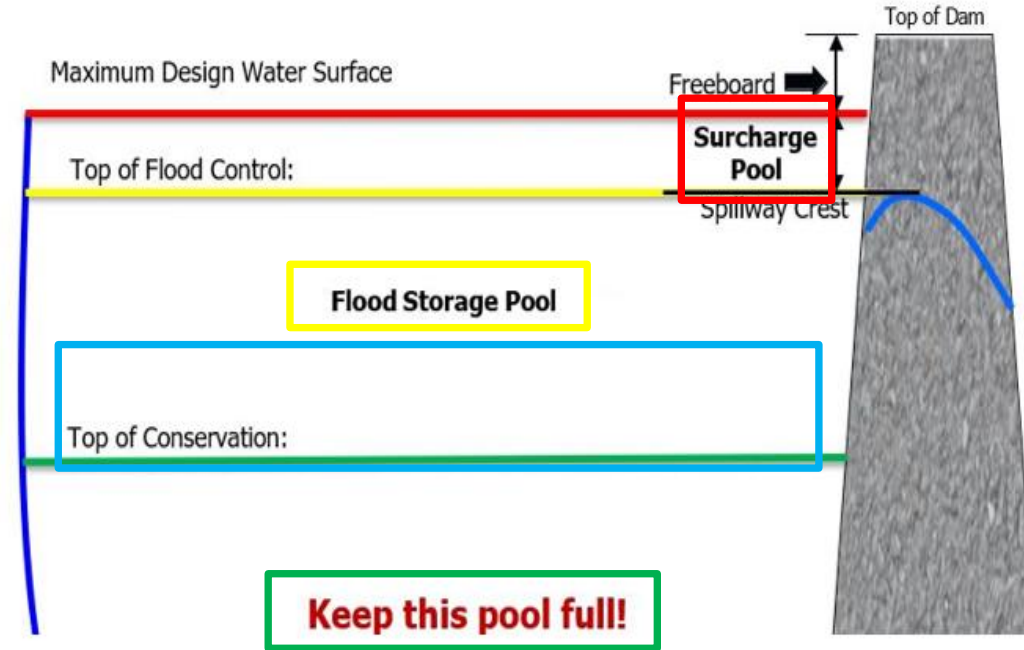 Top of Dam
Maximum Design Water Surface
Freeboard
Surcharge
Pool
Top of Flood Control:
Spillway Crest
Flood Storage Pool
Top of Conservation:
Keep this pool full!